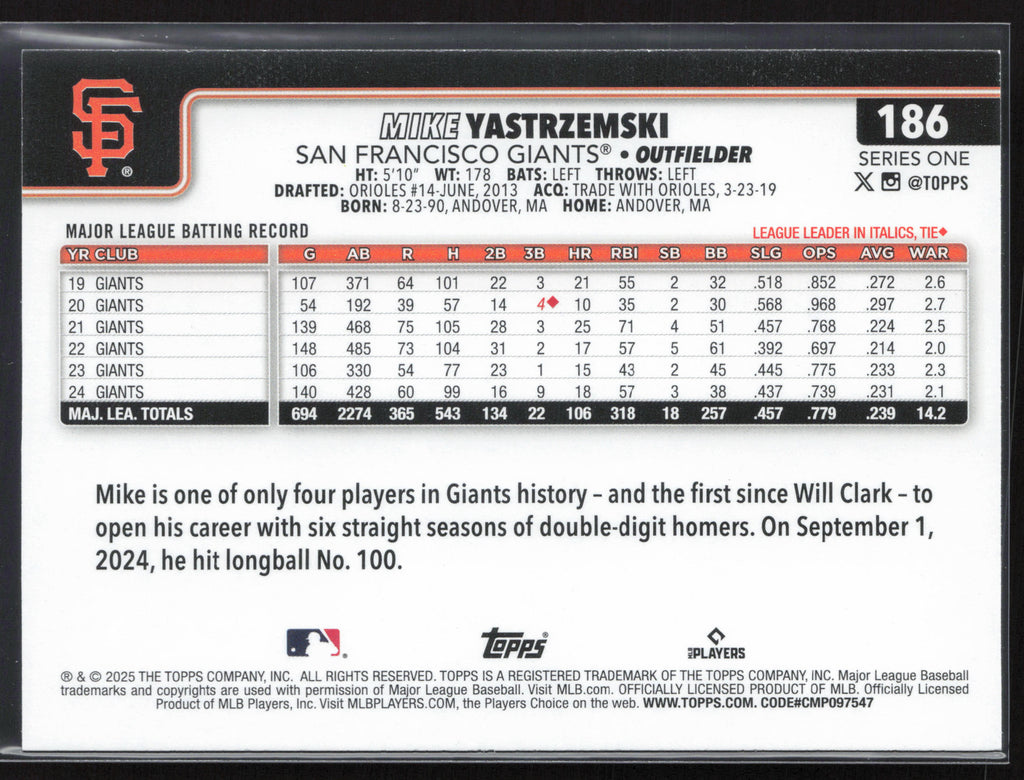 SF®
186
MIKE YASTRZEMSKI
SAN FRANCISCO GIANTS® • OUTFIELDER
SERIES ONE
@TOPPS
HT: 5'10" WT: 178 BATS: LEFT THROWS: LEFT
DRAFTED: ORIOLES #14-JUNE, 2013 ACQ: TRADE WITH ORIOLES, 3-23-19
BORN: 8-23-90, ANDOVER, MA HOME: ANDOVER, MA
MAJOR LEAGUE BATTING RECORD LEAGUE LEADER IN ITALICS, TIE♦
YR CLUB G AB R H 2B 3B HR RBI SB BB SLG OPS AVG WAR
19 GIANTS 107 371 64 101 22 3 21 55 2 32 .518 .852 .272 2.6
20 GIANTS 54 192 39 57 14 4♦ 10 35 2 30 .568 .968 .297 2.7
21 GIANTS 139 468 75 105 28 3 25 71 4 51 .457 .768 .224 2.5
22 GIANTS 148 485 73 104 31 2 17 57 5 61 .392 .697 .214 2.0
23 GIANTS 106 330 54 77 23 1 15 43 2 45 .445 .775 .233 2.3
24 GIANTS 140 428 60 99 16 9 18 57 3 38 .437 .739 .231 2.1
MAJ. LEA. TOTALS 694 2274 365 543 134 22 106 318 18 257 .457 .779 .239 14.2
Mike is one of only four players in Giants history – and the first since Will Clark – to
open his career with six straight seasons of double-digit homers. On September 1,
2024, he hit longball No. 100.
Topps®
MLB PLAYERS
® & © 2025 THE TOPPS COMPANY, INC. ALL RIGHTS RESERVED. TOPPS IS A REGISTERED TRADEMARK OF THE TOPPS COMPANY, INC. Major League Baseball
trademarks and copyrights are used with permission of Major League Baseball. Visit MLB.com. OFFICIALLY LICENSED PRODUCT OF MLB. Officially Licensed
Product of MLB Players, Inc. Visit MLBPLAYERS.COM, the Players Choice on the web. WWW.TOPPS.COM. CODE#CMP097547